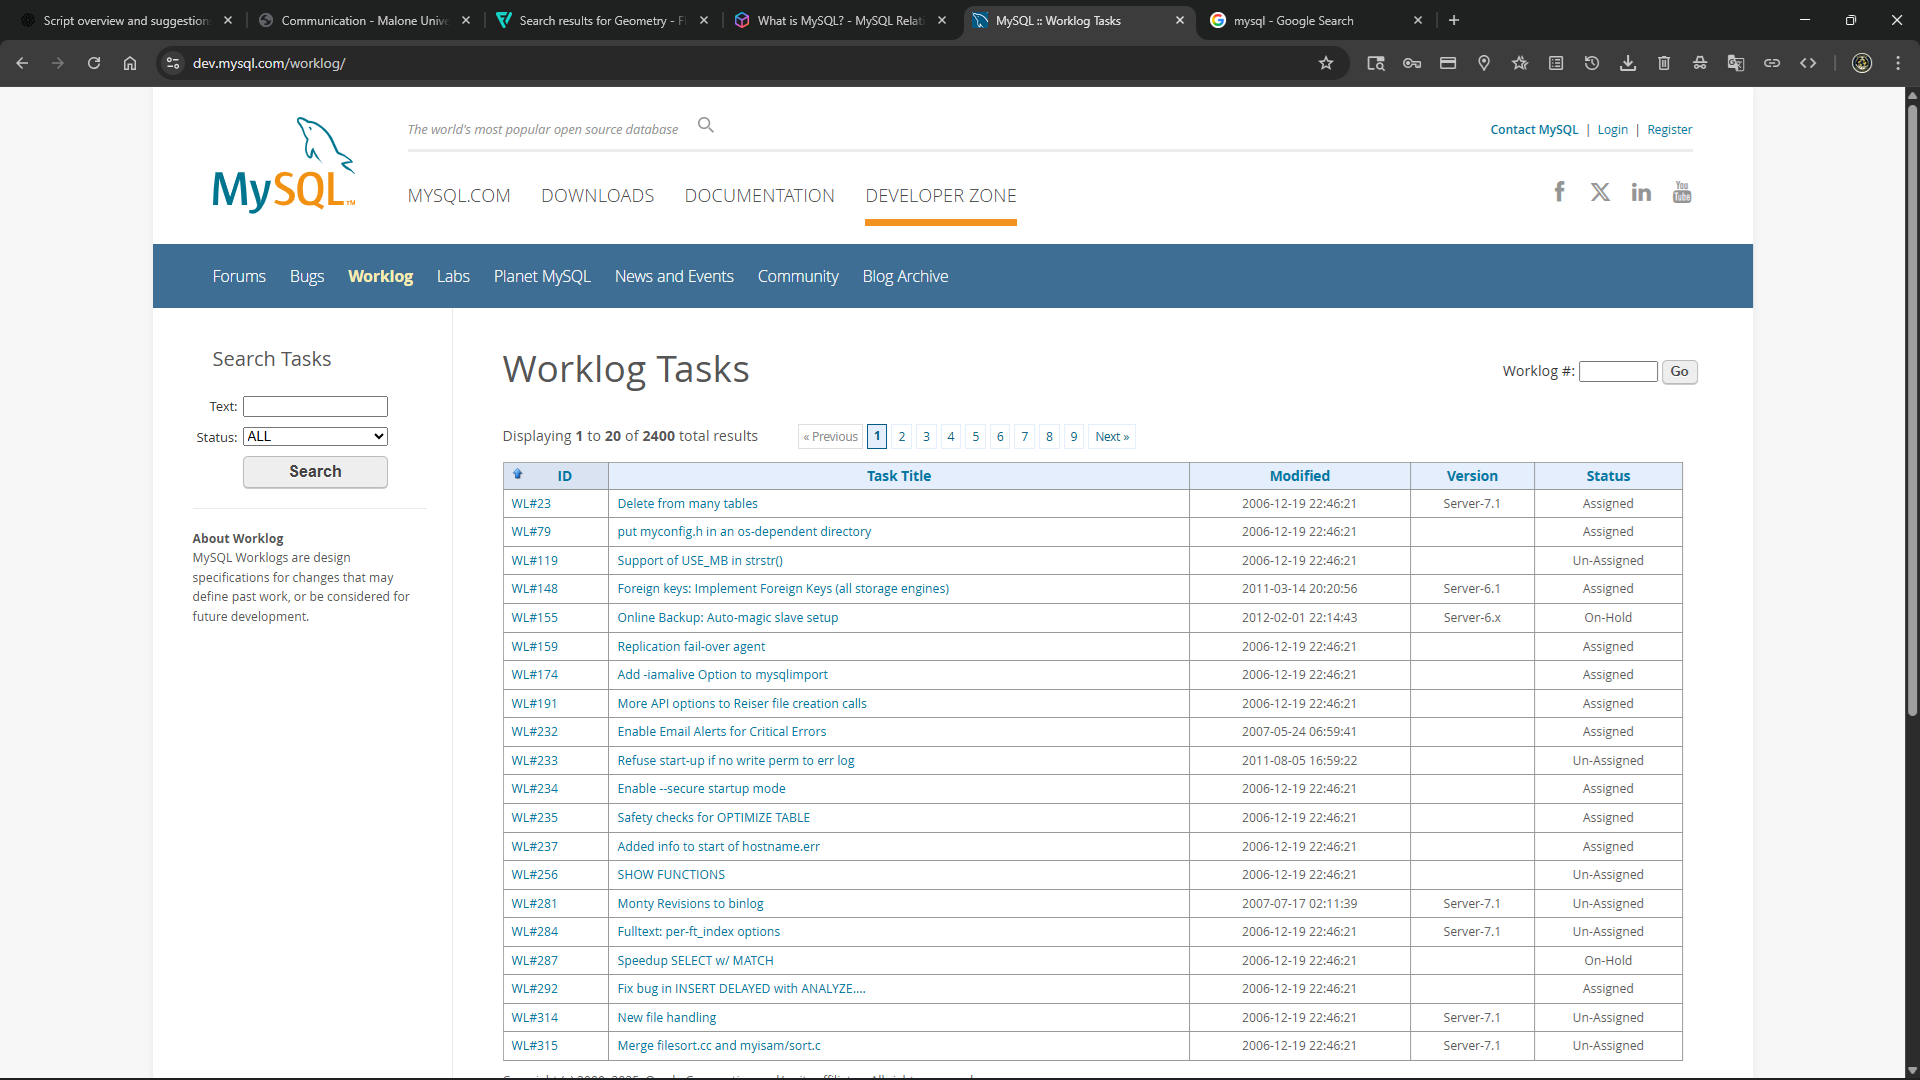 Script overview and suggestion
Communication - Malone Unive
Search results for Geometry - F
What is MySQL? - MySQL Relati
MySQL :: Worklog Tasks
mysql - Google Search
dev.mysql.com/worklog/
MySQL™
The world's most popular open source database
Contact MySQL | Login | Register
MYSQL.COM DOWNLOADS DOCUMENTATION DEVELOPER ZONE
You Tube
Forums Bugs Worklog Labs Planet MySQL News and Events Community Blog Archive
Search Tasks
Text:
Status: ALL
Search
About Worklog
MySQL Worklogs are design
specifications for changes that may
define past work, or be considered for
future development.
Worklog Tasks
Worklog #: Go
Displaying 1 to 20 of 2400 total results
« Previous 1 2 3 4 5 6 7 8 9 Next »
ID Task Title Modified Version Status
WL#23 Delete from many tables 2006-12-19 22:46:21 Server-7.1 Assigned
WL#79 put myconfig.h in an os-dependent directory 2006-12-19 22:46:21 Assigned
WL#119 Support of USE_MB in strstr() 2006-12-19 22:46:21 Un-Assigned
WL#148 Foreign keys: Implement Foreign Keys (all storage engines) 2011-03-14 20:20:56 Server-6.1 Assigned
WL#155 Online Backup: Auto-magic slave setup 2012-02-01 22:14:43 Server-6.x On-Hold
WL#159 Replication fail-over agent 2006-12-19 22:46:21 Assigned
WL#174 Add -iamalive Option to mysqlimport 2006-12-19 22:46:21 Assigned
WL#191 More API options to Reiser file creation calls 2006-12-19 22:46:21 Assigned
WL#232 Enable Email Alerts for Critical Errors 2007-05-24 06:59:41 Assigned
WL#233 Refuse start-up if no write perm to err log 2011-08-05 16:59:22 Un-Assigned
WL#234 Enable --secure startup mode 2006-12-19 22:46:21 Assigned
WL#235 Safety checks for OPTIMIZE TABLE 2006-12-19 22:46:21 Assigned
WL#237 Added info to start of hostname.err 2006-12-19 22:46:21 Assigned
WL#256 SHOW FUNCTIONS 2006-12-19 22:46:21 Un-Assigned
WL#281 Monty Revisions to binlog 2007-07-17 02:11:39 Server-7.1 Un-Assigned
WL#284 Fulltext: per-ft_index options 2006-12-19 22:46:21 Server-7.1 Un-Assigned
WL#287 Speedup SELECT w/ MATCH 2006-12-19 22:46:21 On-Hold
WL#292 Fix bug in INSERT DELAYED with ANALYZE.... 2006-12-19 22:46:21 Assigned
WL#314 New file handling 2006-12-19 22:46:21 Server-7.1 Un-Assigned
WL#315 Merge filesort.cc and myisam/sort.c 2006-12-19 22:46:21 Server-7.1 Un-Assigned